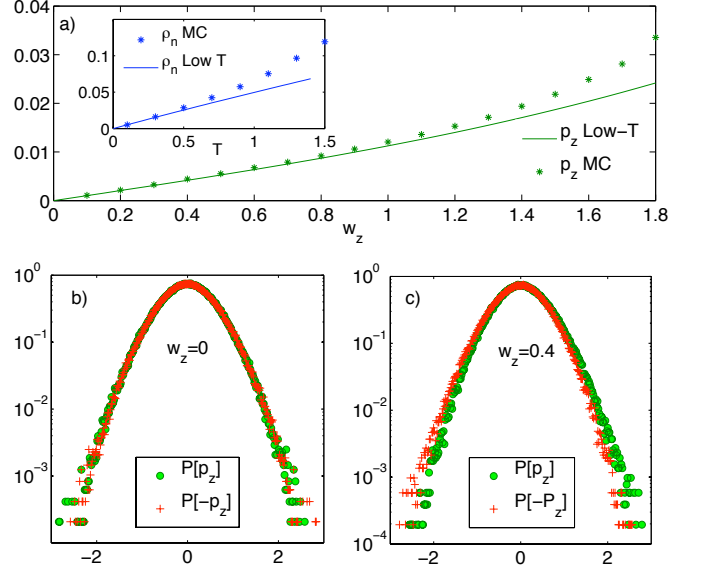 0.04
0.03
0.02
0.01
0
a)
0.1
0.05
0
ρ_n MC
ρ_n Low T
0 0.5 1 1.5
T
p_z Low-T
p_z MC
0 0.2 0.4 0.6 0.8 1 1.2 1.4 1.6 1.8
w_z
b)
10^0
10^-1
10^-2
10^-3
w_z=0
P[p_z]
P[-p_z]
-2 0 2
c)
10^0
10^-1
10^-2
10^-3
10^-4
w_z=0.4
P[p_z]
P[-P_z]
-2 0 2